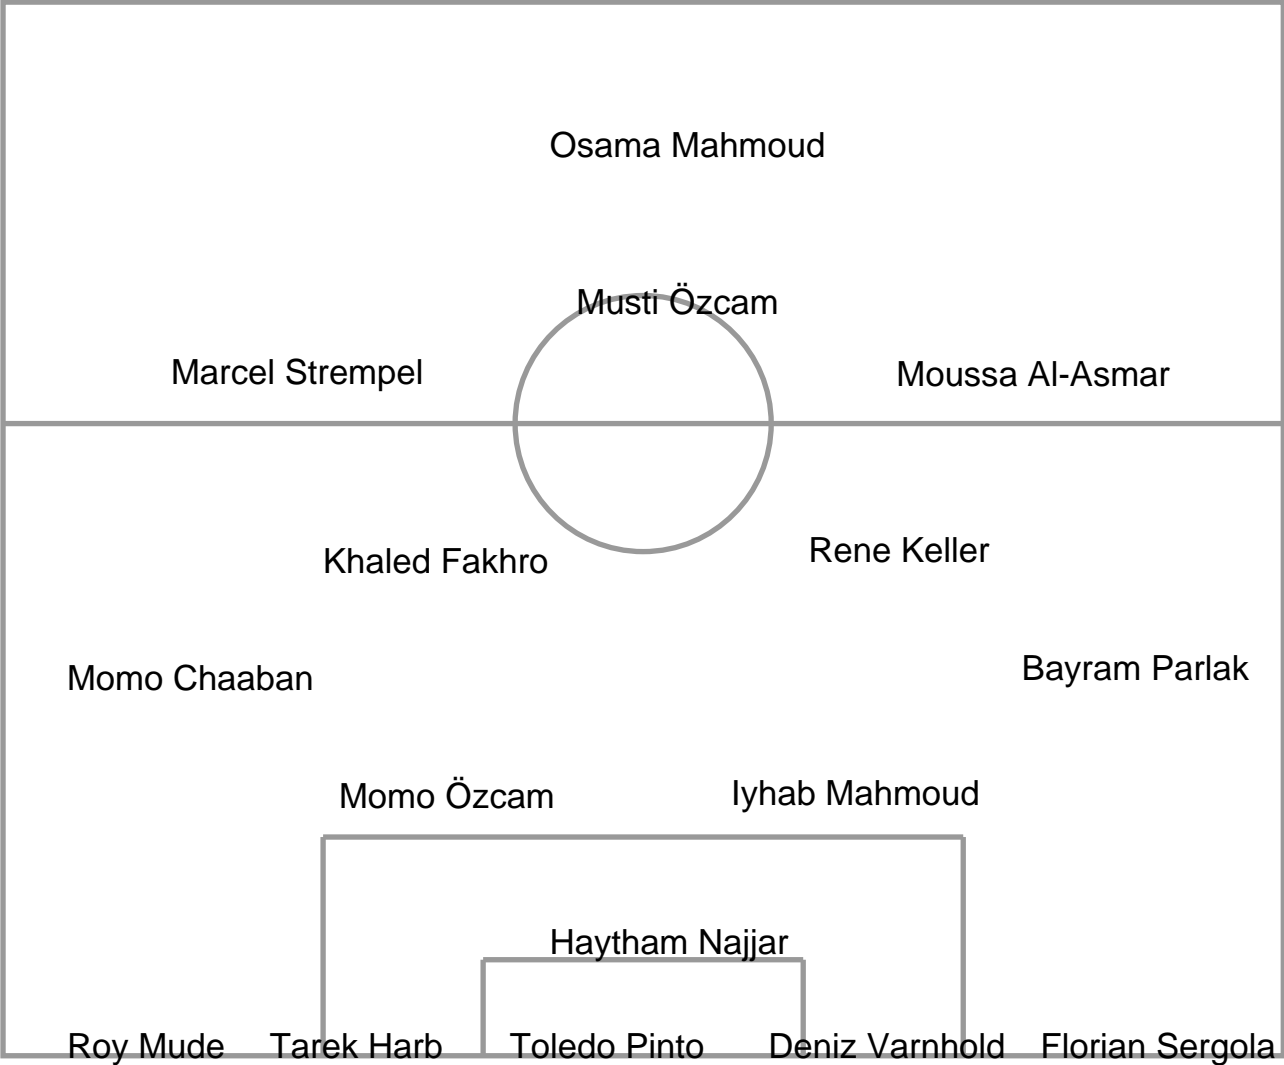 Osama Mahmoud
Musti Özcam
Marcel Strempel
Moussa Al-Asmar
Khaled Fakhro
Rene Keller
Momo Chaaban
Bayram Parlak
Momo Özcam
Iyhab Mahmoud
Haytham Najjar
Roy Mude Tarek Harb Toledo Pinto Deniz Varnhold Florian Sergola